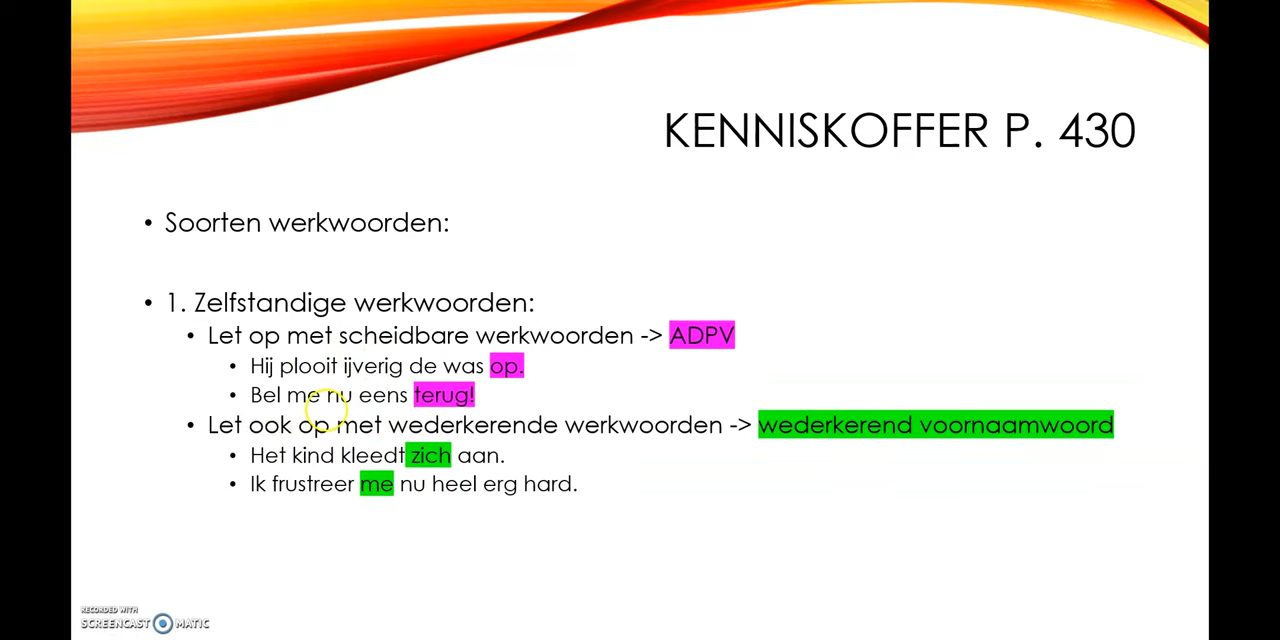 KENNISKOFFER P. 430
• Soorten werkwoorden:
• 1. Zelfstandige werkwoorden:
• Let op met scheidbare werkwoorden -> ADPV
• Hij plooit ijverig de was op.
• Bel me nu eens terug!
• Let ook op met wederkerende werkwoorden -> wederkerend voornaamwoord
• Het kind kleedt zich aan.
• Ik frustreer me nu heel erg hard.
RECORDED WITH
SCREENCAST MATIC